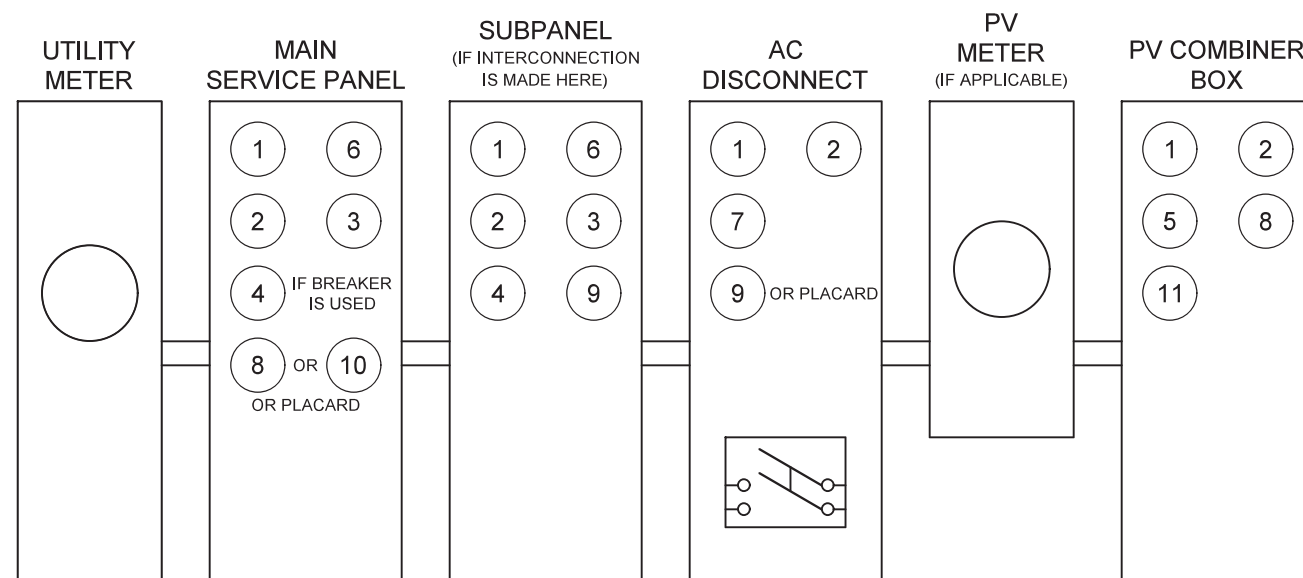 UTILITY
METER
MAIN
SERVICE PANEL
SUBPANEL
(IF INTERCONNECTION
IS MADE HERE)
AC
DISCONNECT
PV
METER
(IF APPLICABLE)
PV COMBINER
BOX
1 6
2 3
4 IF BREAKER
IS USED
8 OR 10
OR PLACARD
1 6
2 3
4 9
1 2
7
9 OR PLACARD
1 2
5 8
11